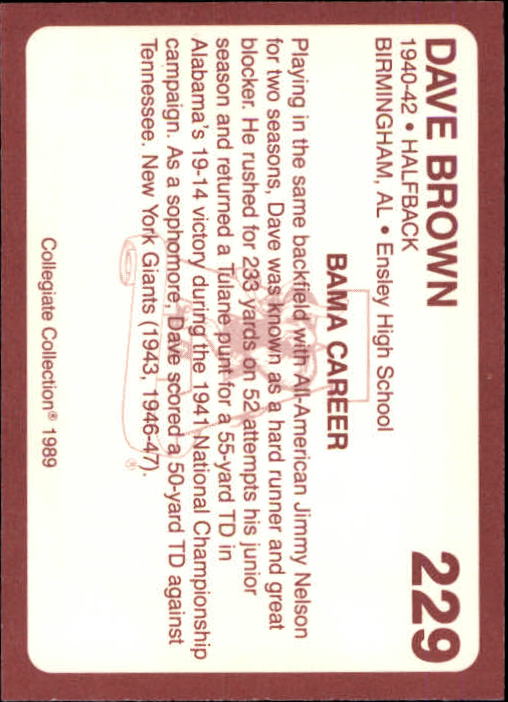 DAVE BROWN 229
1940-42 • HALFBACK
BIRMINGHAM, AL • Ensley High School
BAMA CAREER
Playing in the same backfield with All-American Jimmy Nelson
for two seasons, Dave was known as a hard runner and great
blocker. He rushed for 233 yards on 52 attempts his junior
season and returned a Tulane punt for a 55-yard TD in
Alabama's 19-14 victory during the 1941 National Championship
campaign. As a sophomore, Dave scored a 50-yard TD against
Tennessee. New York Giants (1943, 1946-47).
®
Collegiate Collection® 1989